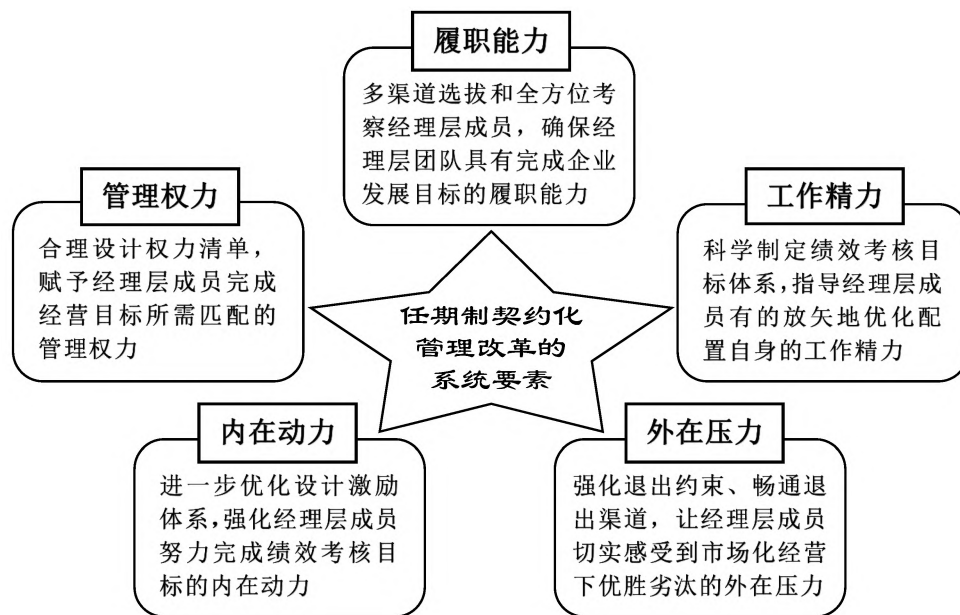 履职能力
多渠道选拔和全方位考
察经理层成员，确保经
理层团队具有完成企业
发展目标的履职能力
管理权力
合理设计权力清单，
赋予经理层成员完成
经营目标所需匹配的
管理权力
工作精力
科学制定绩效考核目
标体系，指导经理层成
员有的放矢地优化配
置自身的工作精力
任期制契约化
管理改革的
系统要素
内在动力
进一步优化设计激励
体系，强化经理层成员
努力完成绩效考核目
标的内在动力
外在压力
强化退出约束、畅通退
出渠道，让经理层成员
切实感受到市场化经营
下优胜劣汰的外在压力